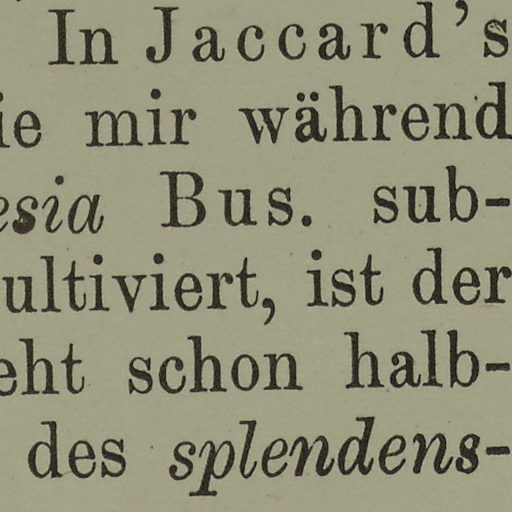 In Jaccard's
ie mir während
esia Bus. sub-
ultiviert, ist der
eht schon halb-
des splendens-